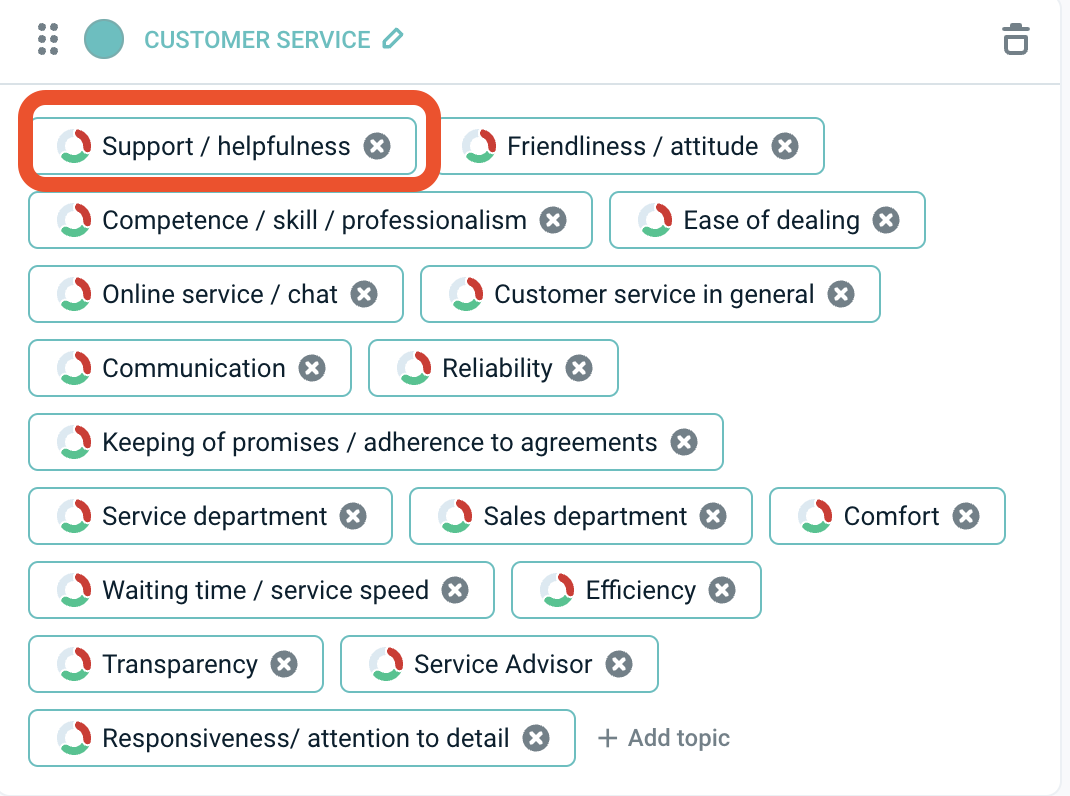 CUSTOMER SERVICE
Support / helpfulness
Friendliness / attitude
Competence / skill / professionalism
Ease of dealing
Online service / chat
Customer service in general
Communication
Reliability
Keeping of promises / adherence to agreements
Service department
Sales department
Comfort
Waiting time / service speed
Efficiency
Transparency
Service Advisor
Responsiveness/ attention to detail
+ Add topic